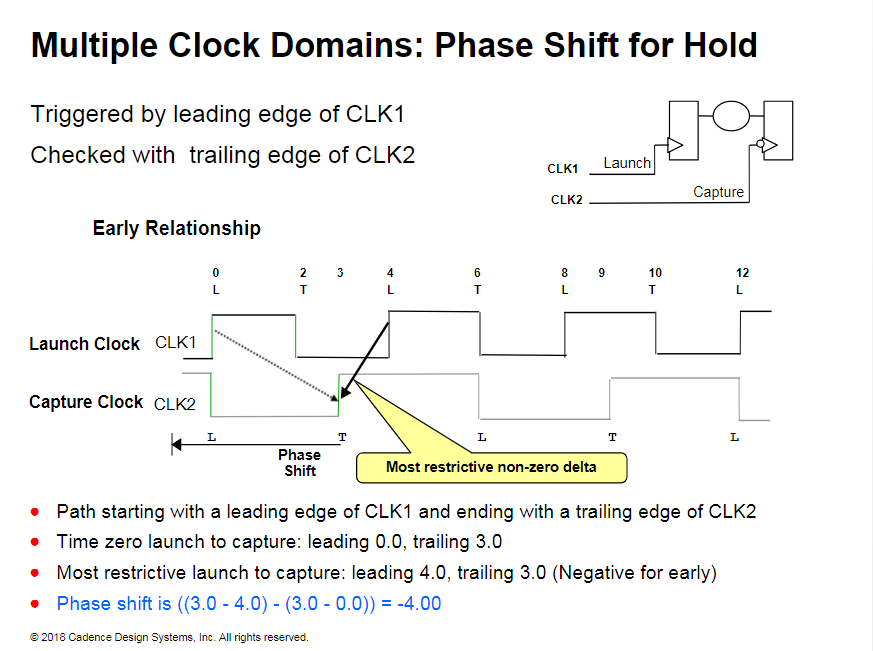 Multiple Clock Domains: Phase Shift for Hold
Triggered by leading edge of CLK1
Checked with trailing edge of CLK2
CLK1 Launch
CLK2 Capture
Early Relationship
0 2 3 4 6 8 9 10 12
L T L T L T L
Launch Clock CLK1
Capture Clock CLK2
L T L T L
Phase
Shift
Most restrictive non-zero delta
• Path starting with a leading edge of CLK1 and ending with a trailing edge of CLK2
• Time zero launch to capture: leading 0.0, trailing 3.0
• Most restrictive launch to capture: leading 4.0, trailing 3.0 (Negative for early)
• Phase shift is ((3.0 - 4.0) - (3.0 - 0.0)) = -4.00
© 2018 Cadence Design Systems, Inc. All rights reserved.